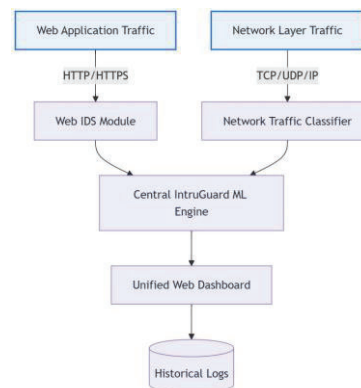 Web Application Traffic
Network Layer Traffic
HTTP/HTTPS
TCP/UDP/IP
Web IDS Module
Network Traffic Classifier
Central IntruGuard ML
Engine
Unified Web Dashboard
Historical Logs